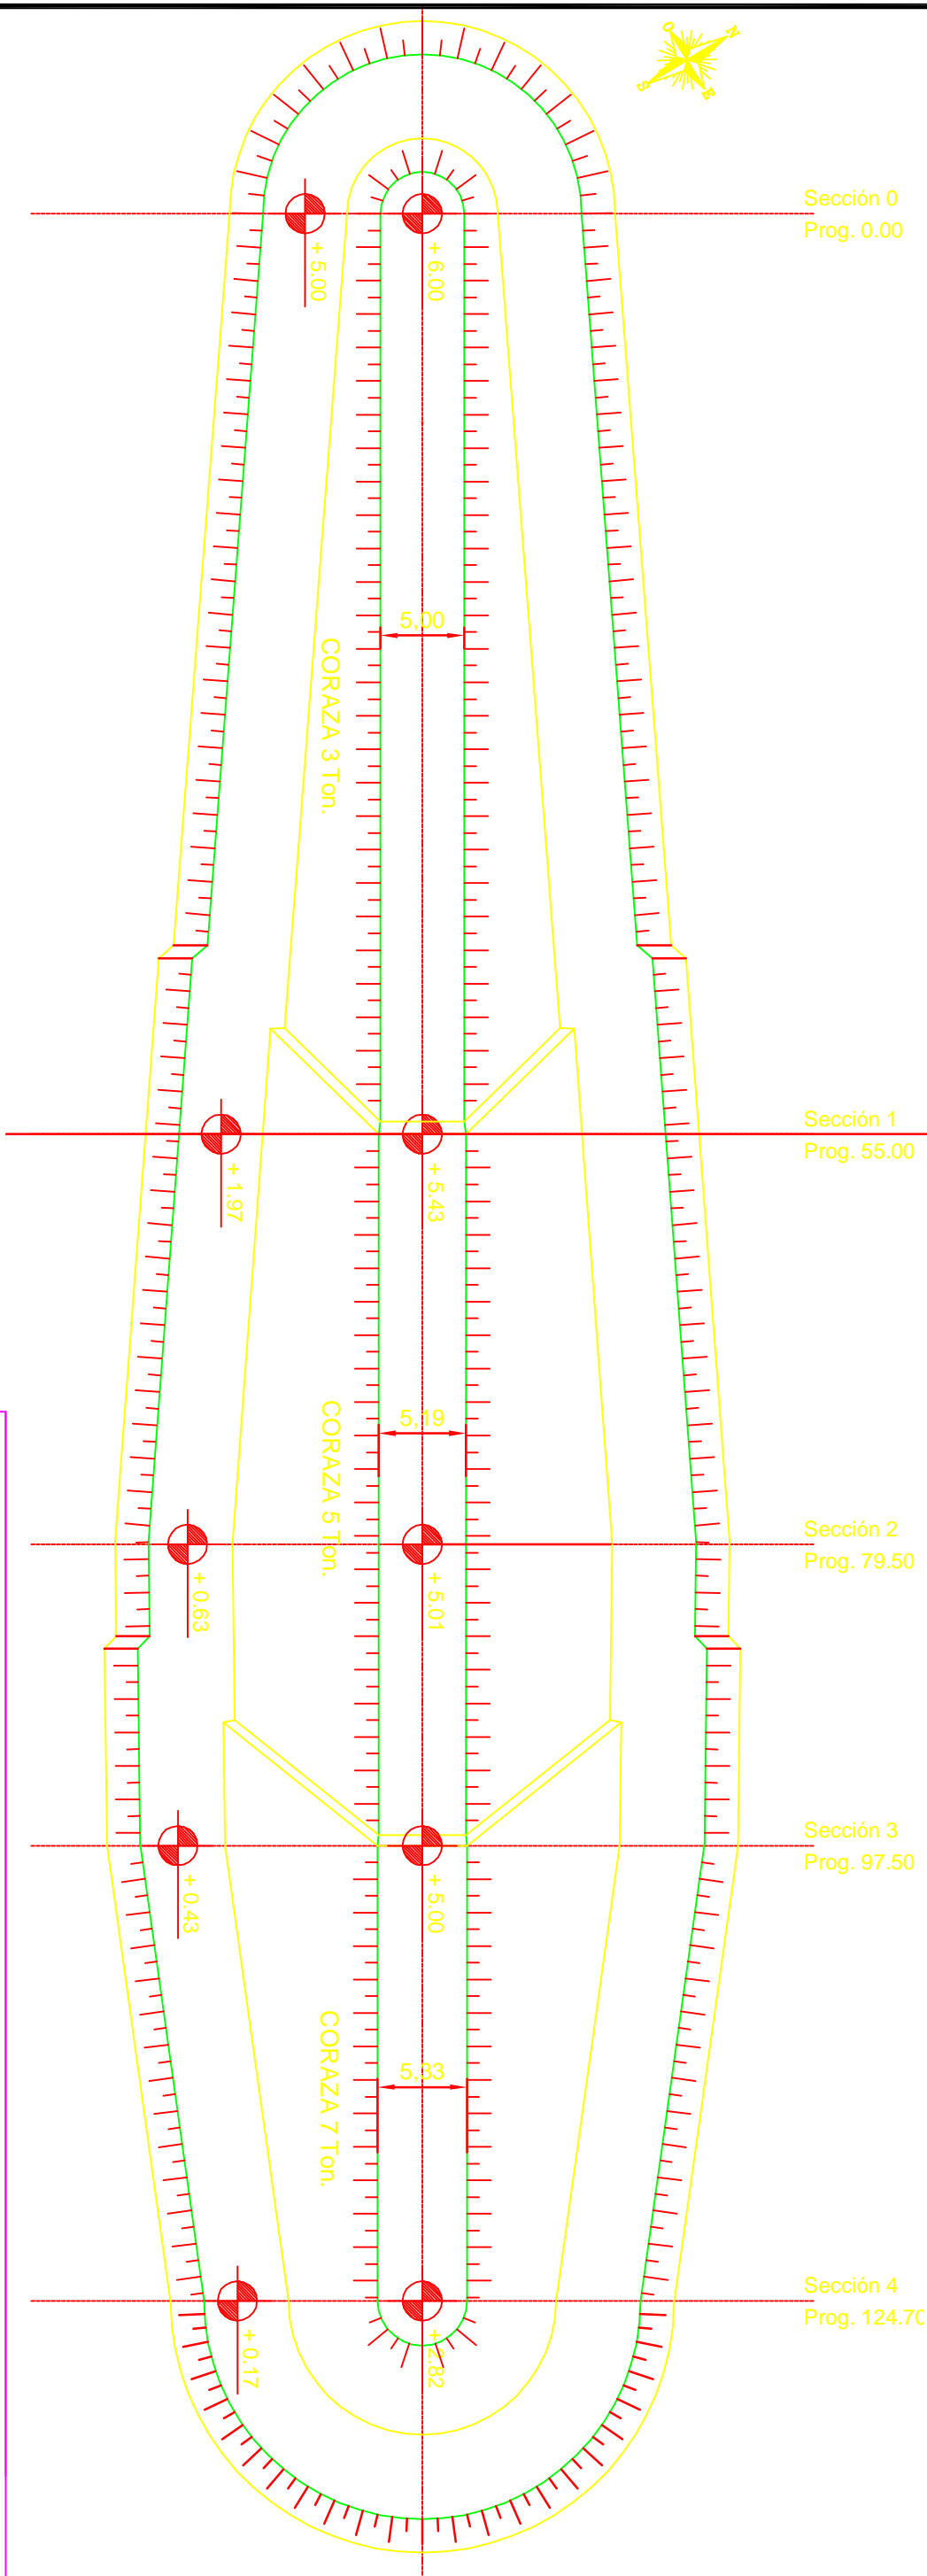 O
N
S
E
Sección 0
Prog. 0.00
+ 5.00
+ 6.00
5,00
CORAZA 3 Ton.
Sección 1
Prog. 55.00
+ 1.97
+ 5.43
CORAZA 5 Ton.
5,19
Sección 2
Prog. 79.50
+ 0.63
+ 5.01
Sección 3
Prog. 97.50
+ 0.43
+ 5.00
CORAZA 7 Ton.
5,33
Sección 4
Prog. 124.70
+ 0.17
+ 2.82